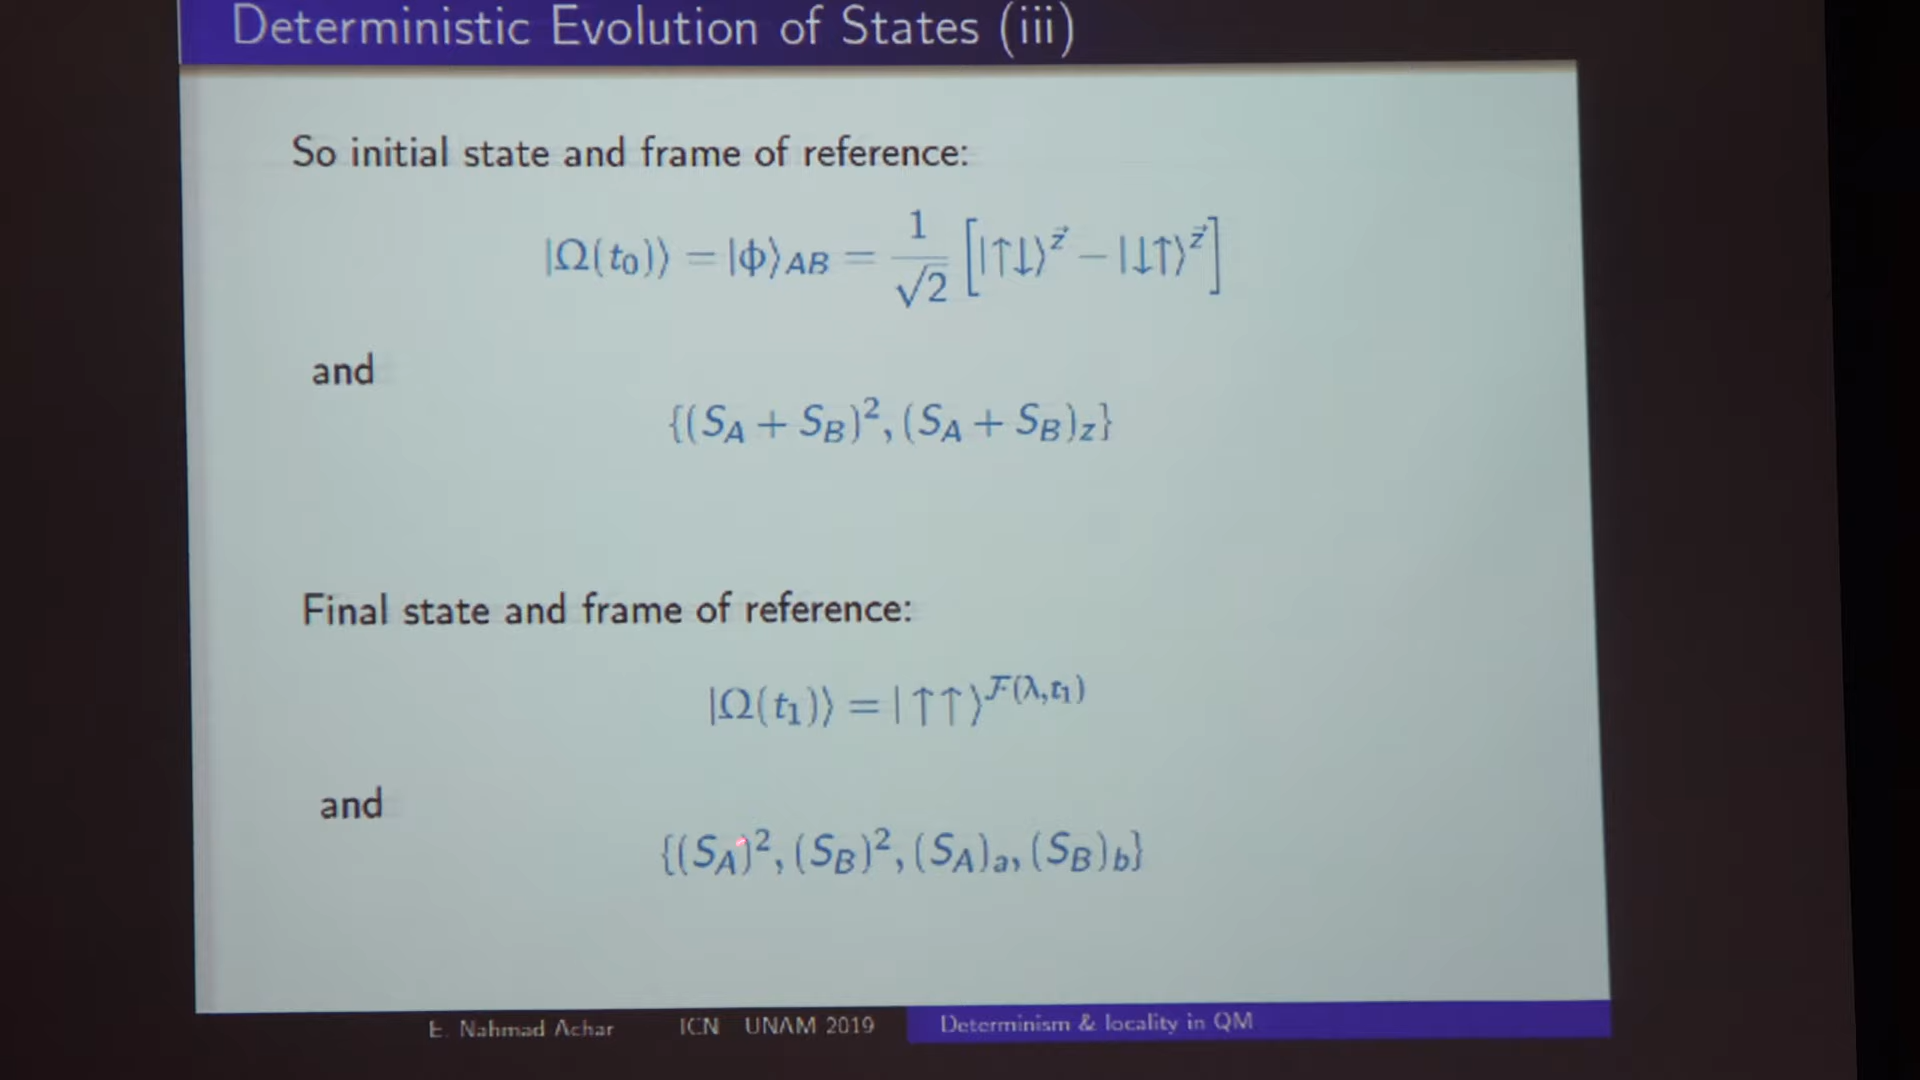 Deterministic Evolution of States (iii)
So initial state and frame of reference:
|Ω(t₀)⟩ = |Φ⟩_AB = 1/√2 [|↑↓⟩^z⃗ − |↓↑⟩^z⃗]
and
{(S_A + S_B)², (S_A + S_B)_z}
Final state and frame of reference:
|Ω(t₁)⟩ = |↑↑⟩^F(λ,t₁)
and
{(S_A)², (S_B)², (S_A)_a, (S_B)_b}
E. Nahmad Achar ICN UNAM 2019 Determinism & locality in QM